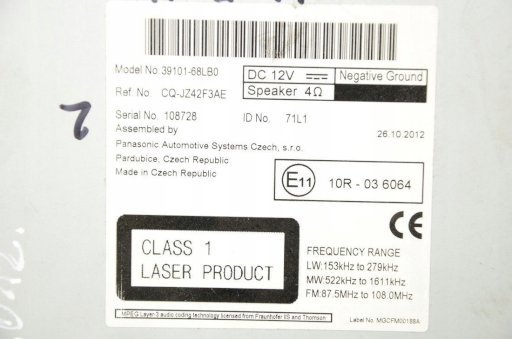 Model No. 39101-68LB0
DC 12V
Negative Ground
Ref. No. CQ-JZ42F3AE
Speaker 4Ω
Serial No. 108728
ID No. 71L1
Assembled by
26.10.2012
Panasonic Automotive Systems Czech, s.r.o.
Pardubice, Czech Republic
Made in Czech Republic
E11 10R - 03 6064
CE
CLASS 1
LASER PRODUCT
FREQUENCY RANGE
LW:153kHz to 279kHz
MW:522kHz to 1611kHz
FM:87.5MHz to 108.0MHz
MPEG Layer-3 audio coding technology licensed from Fraunhofer IIS and Thomson
Label No. MGCFM00188A
2